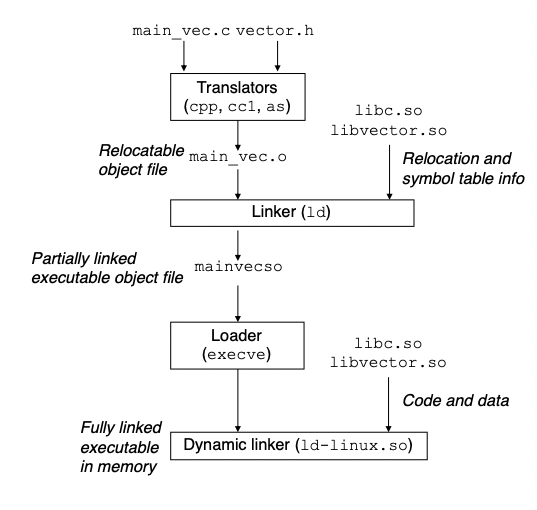 main_vec.c vector.h
Translators
(cpp, cc1, as)
libc.so
libvector.so
Relocatable
object file
main_vec.o
Relocation and
symbol table info
Linker (ld)
Partially linked
executable object file
mainvecso
Loader
(execve)
libc.so
libvector.so
Code and data
Fully linked
executable
in memory
Dynamic linker (ld-linux.so)